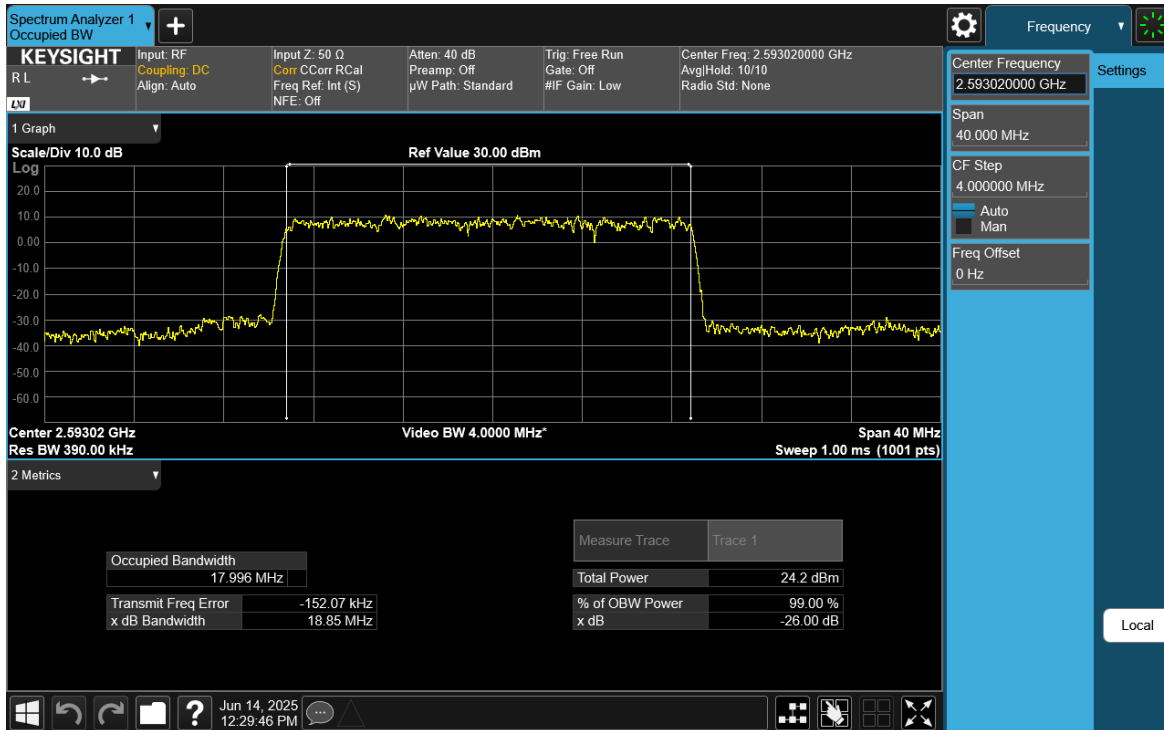 Spectrum Analyzer 1
Occupied BW
+
Frequency
KEYSIGHT
R L
LXI
Input: RF
Coupling: DC
Align: Auto
Input Z: 50 Ω
Corr CCorr RCal
Freq Ref: Int (S)
NFE: Off
Atten: 40 dB
Preamp: Off
µW Path: Standard
Trig: Free Run
Gate: Off
#IF Gain: Low
Center Freq: 2.593020000 GHz
Avg|Hold: 10/10
Radio Std: None
Center Frequency
2.593020000 GHz
Settings
Span
40.000 MHz
CF Step
4.000000 MHz
Auto
Man
Freq Offset
0 Hz
Local
1 Graph
Scale/Div 10.0 dB
Ref Value 30.00 dBm
Log
20.0
10.0
0.00
-10.0
-20.0
-30.0
-40.0
-50.0
-60.0
Center 2.59302 GHz
Video BW 4.0000 MHz*
Span 40 MHz
Res BW 390.00 kHz
Sweep 1.00 ms (1001 pts)
2 Metrics
Occupied Bandwidth
17.996 MHz
Transmit Freq Error -152.07 kHz
x dB Bandwidth 18.85 MHz
Measure Trace Trace 1
Total Power 24.2 dBm
% of OBW Power 99.00 %
x dB -26.00 dB
?
Jun 14, 2025
12:29:46 PM